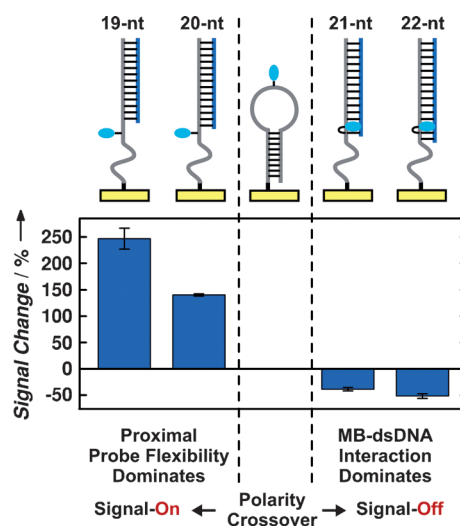 19-nt 20-nt 21-nt 22-nt
Signal Change / % →
250
200
150
100
50
0
-50
Proximal
Probe Flexibility
Dominates
MB-dsDNA
Interaction
Dominates
Signal-On ← Polarity Crossover → Signal-Off